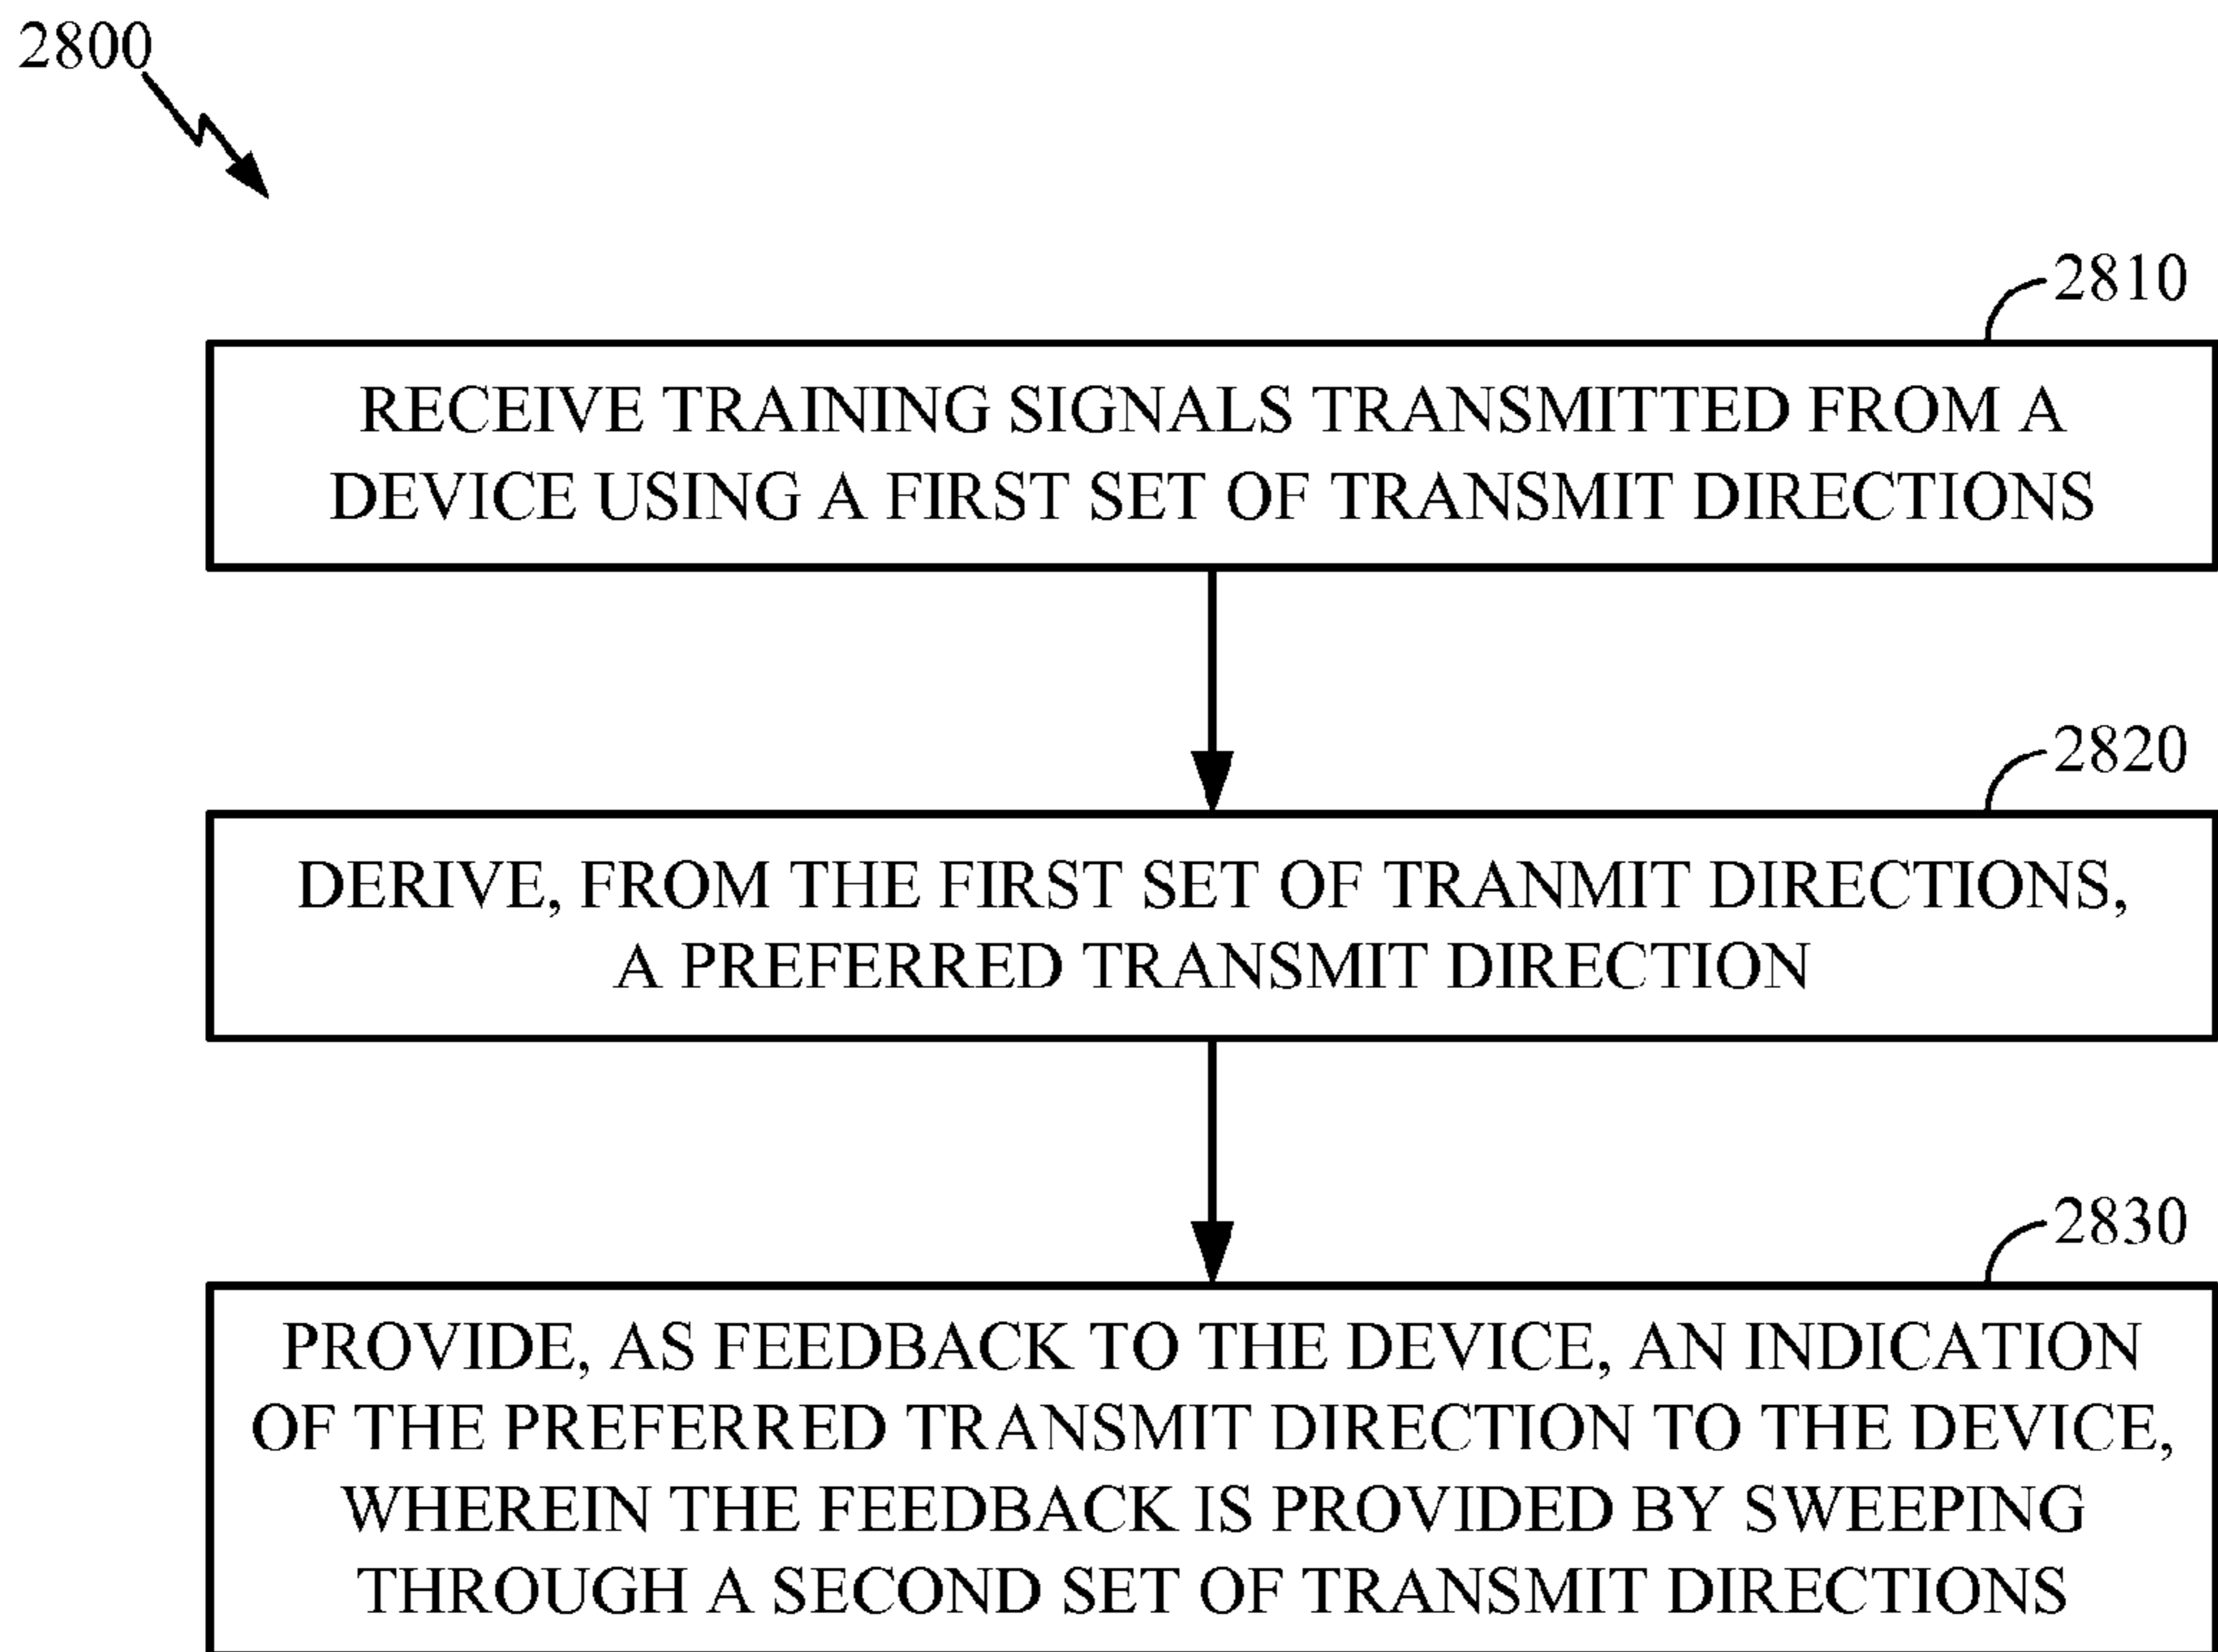 2800
2810
RECEIVE TRAINING SIGNALS TRANSMITTED FROM A
DEVICE USING A FIRST SET OF TRANSMIT DIRECTIONS
2820
DERIVE, FROM THE FIRST SET OF TRANMIT DIRECTIONS,
A PREFERRED TRANSMIT DIRECTION
2830
PROVIDE, AS FEEDBACK TO THE DEVICE, AN INDICATION
OF THE PREFERRED TRANSMIT DIRECTION TO THE DEVICE,
WHEREIN THE FEEDBACK IS PROVIDED BY SWEEPING
THROUGH A SECOND SET OF TRANSMIT DIRECTIONS